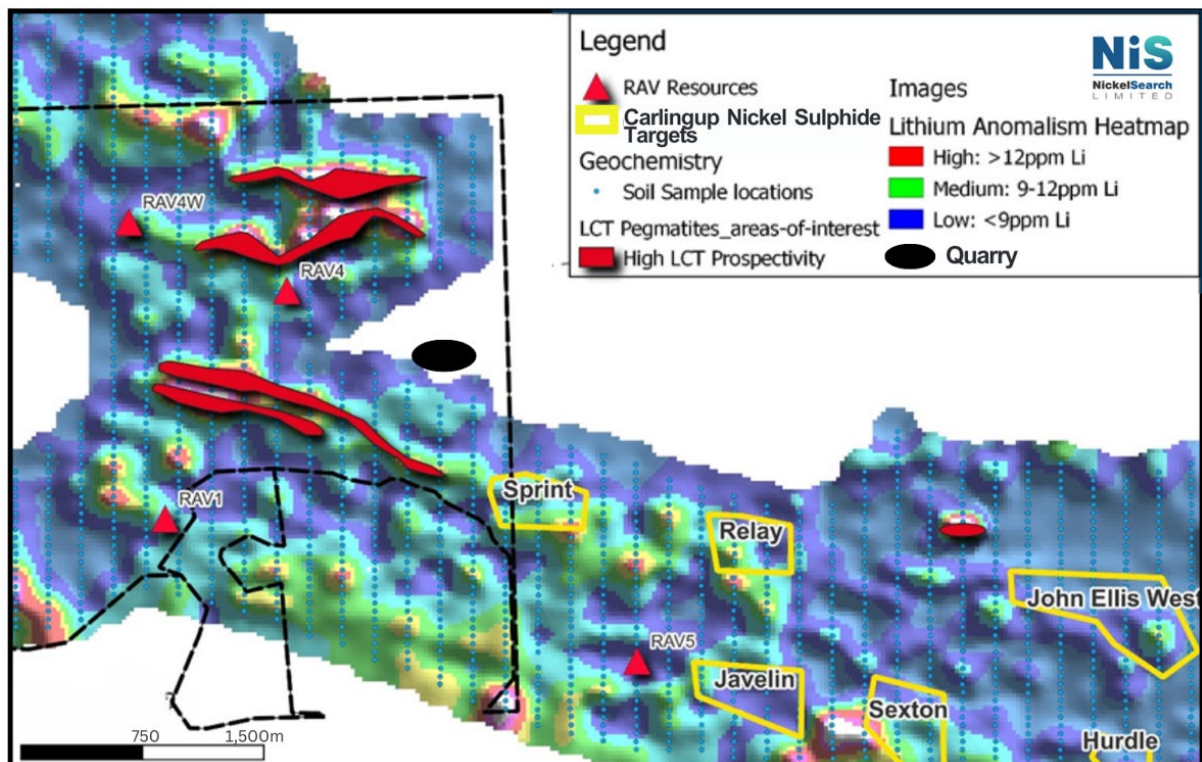 Legend
RAV Resources
Carlingup Nickel Sulphide
Targets
Geochemistry
Soil Sample locations
LCT Pegmatites_areas-of-interest
High LCT Prospectivity
NiS
NickelSearch
LIMITED
Images
Lithium Anomalism Heatmap
High: >12ppm Li
Medium: 9-12ppm Li
Low: <9ppm Li
Quarry
RAV4W
RAV4
RAV1
Sprint
Relay
John Ellis West
RAV5
Javelin
Sexton
Hurdle
750
1,500m